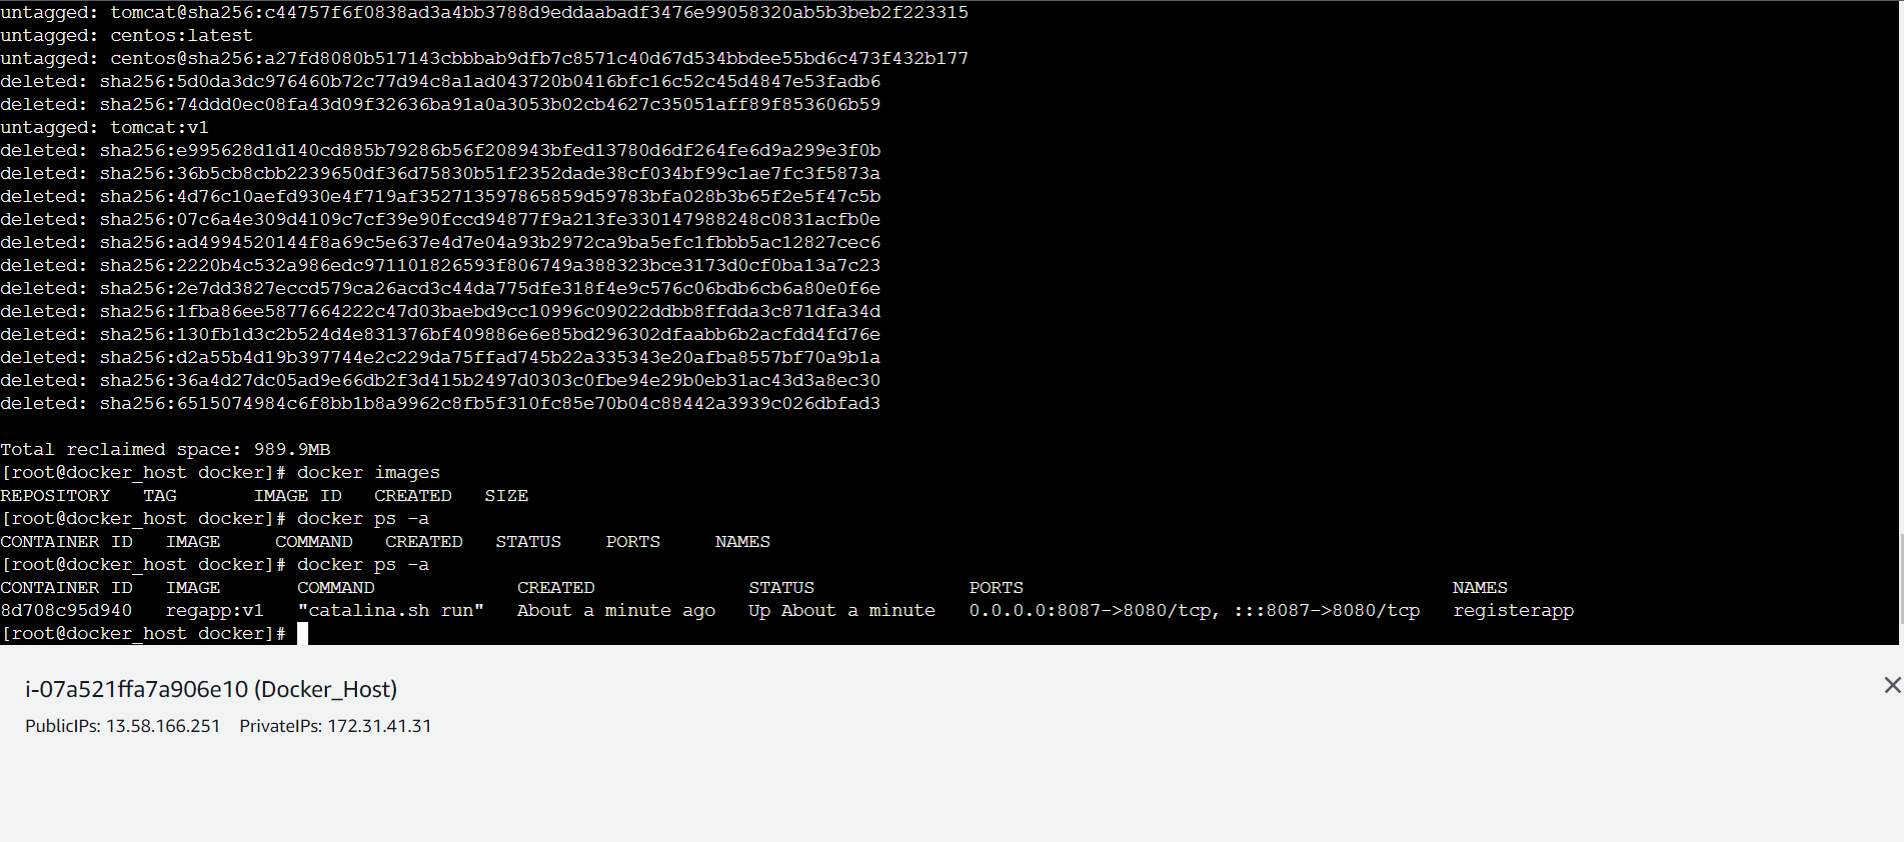 untagged: tomcat@sha256:c44757f6f0838ad3a4bb3788d9eddaabadf3476e99058320ab5b3beb2f223315
untagged: centos:latest
untagged: centos@sha256:a27fd8080b517143cbbbab9dfb7c8571c40d67d534bbdee55bd6c473f432b177
deleted: sha256:5d0da3dc976460b72c77d94c8a1ad043720b0416bfc16c52c45d4847e53fadb6
deleted: sha256:74ddd0ec08fa43d09f32636ba91a0a3053b02cb4627c35051aff89f853606b59
untagged: tomcat:v1
deleted: sha256:e995628d1d140cd885b79286b56f208943bfed13780d6df264fe6d9a299e3f0b
deleted: sha256:36b5cb8cbb2239650df36d75830b51f2352dade38cf034bf99c1ae7fc3f5873a
deleted: sha256:4d76c10aefd930e4f719af352713597865859d59783bfa028b3b65f2e5f47c5b
deleted: sha256:07c6a4e309d4109c7cf39e90fccd94877f9a213fe330147988248c0831acfb0e
deleted: sha256:ad4994520144f8a69c5e637e4d7e04a93b2972ca9ba5efc1fbbb5ac12827cec6
deleted: sha256:2220b4c532a986edc971101826593f806749a388323bce3173d0cf0ba13a7c23
deleted: sha256:2e7dd3827eccd579ca26acd3c44da775dfe318f4e9c576c06bdb6cb6a80e0f6e
deleted: sha256:1fba86ee5877664222c47d03baebd9cc10996c09022ddbb8ffdda3c871dfa34d
deleted: sha256:130fb1d3c2b524d4e831376bf409886e6e85bd296302dfaabb6b2acfdd4fd76e
deleted: sha256:d2a55b4d19b397744e2c229da75ffad745b22a335343e20afba8557bf70a9b1a
deleted: sha256:36a4d27dc05ad9e66db2f3d415b2497d0303c0fbe94e29b0eb31ac43d3a8ec30
deleted: sha256:6515074984c6f8bb1b8a9962c8fb5f310fc85e70b04c88442a3939c026dbfad3
Total reclaimed space: 989.9MB
[root@docker_host docker]# docker images
REPOSITORY   TAG       IMAGE ID   CREATED   SIZE
[root@docker_host docker]# docker ps -a
CONTAINER ID   IMAGE     COMMAND   CREATED   STATUS    PORTS     NAMES
[root@docker_host docker]# docker ps -a
CONTAINER ID   IMAGE       COMMAND             CREATED              STATUS              PORTS                                       NAMES
8d708c95d940   regapp:v1   "catalina.sh run"   About a minute ago   Up About a minute   0.0.0.0:8087->8080/tcp, :::8087->8080/tcp   registerapp
[root@docker_host docker]#
i-07a521ffa7a906e10 (Docker_Host)
PublicIPs: 13.58.166.251 PrivateIPs: 172.31.41.31